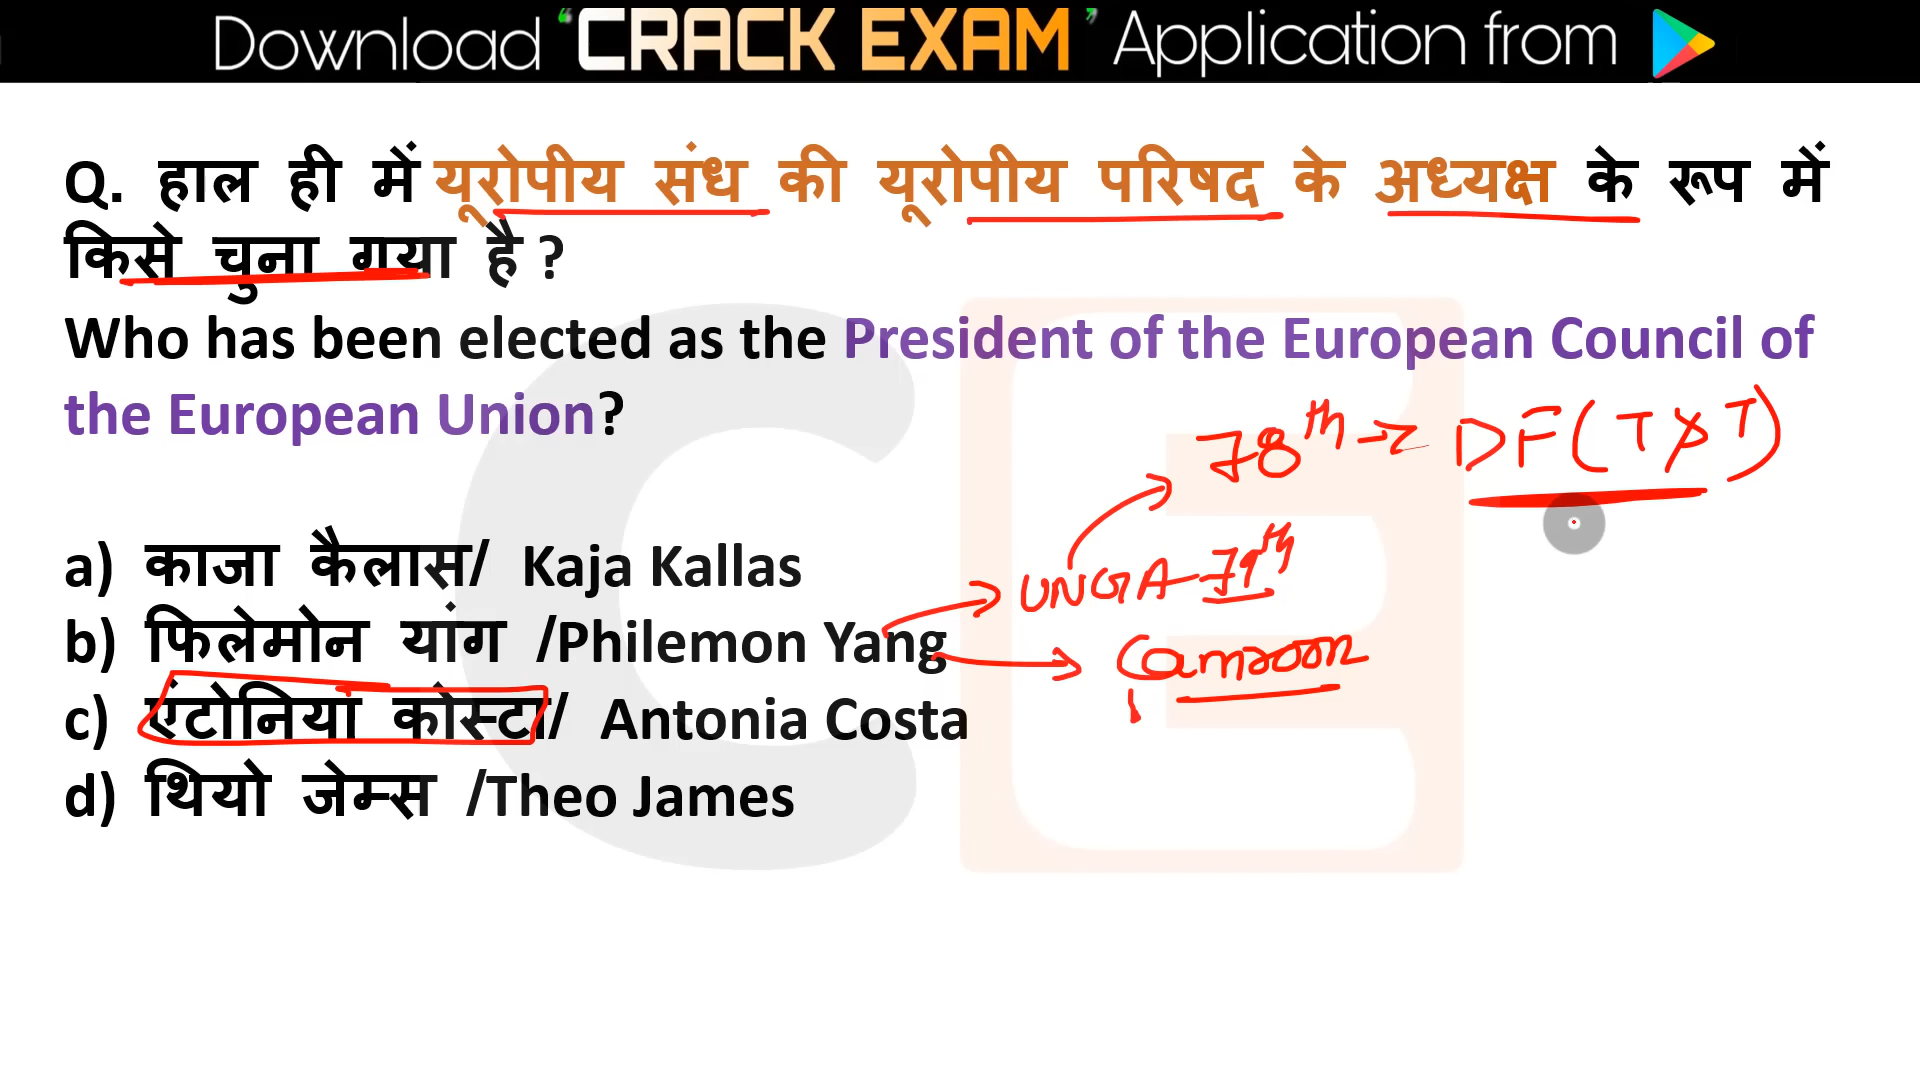 Download ‘CRACK EXAM’ Application from
Q. हाल ही में यूरोपीय संध की यूरोपीय परिषद के अध्यक्ष के रूप में
किसे चुना गया है ?
Who has been elected as the President of the European Council of
the European Union?
78th → DF (T & T)
a) काजा कैलास/ Kaja Kallas
UNGA - 79th
b) फिलेमोन यांग /Philemon Yang
c) एंटोनिया कोस्टा/ Antonia Costa
d) थियो जेम्स /Theo James